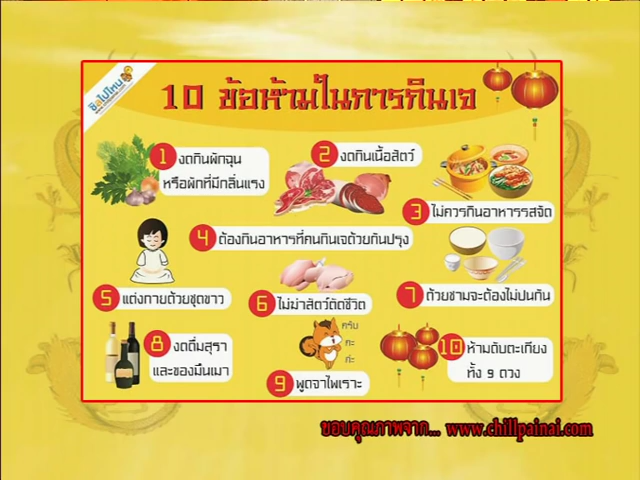 ชิลไปไหน
10 ข้อห้ามในการกินเจ
1 งดกินผักฉุน
หรือผักที่มีกลิ่นแรง
2 งดกินเนื้อสัตว์
3 ไม่ควรกินอาหารรสจัด
4 ต้องกินอาหารที่คนกินเจด้วยกันปรุง
5 แต่งกายด้วยชุดขาว
6 ไม่ฆ่าสัตว์ตัดชีวิต
7 ถ้วยชามจะต้องไม่ปนกัน
8 งดดื่มสุรา
และของมึนเมา
ครับ
คะ
ค่ะ
9 พูดจาไพเราะ
10 ห้ามดับตะเกียง
ทั้ง 9 ดวง
ขอบคุณภาพจาก... www.chillpainai.com